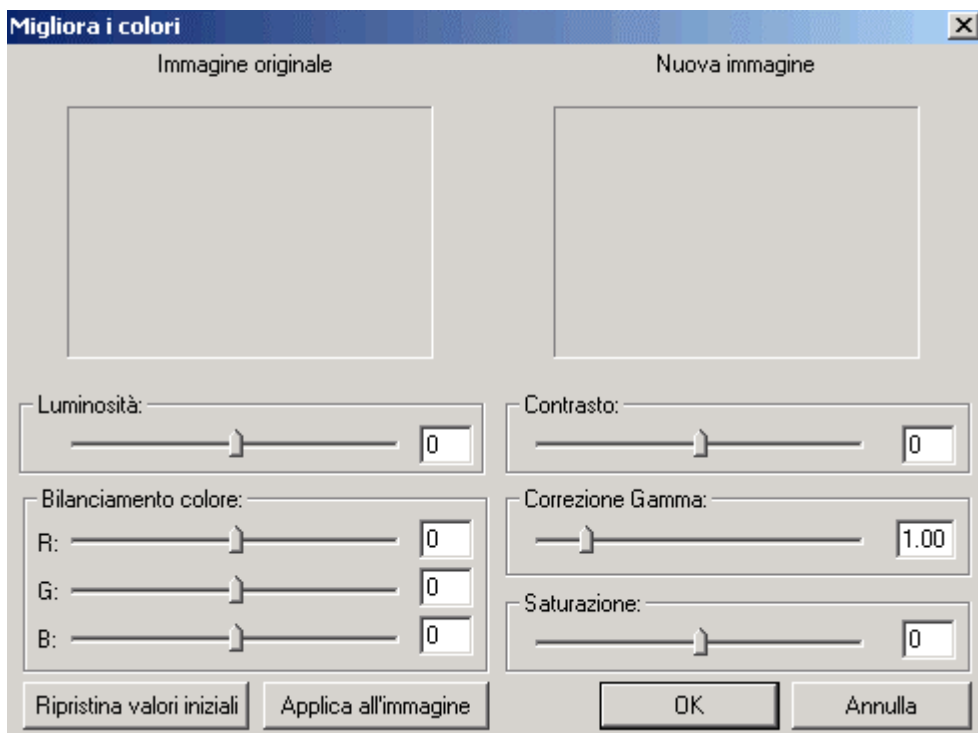 Migliora i colori
Immagine originale
Nuova immagine
Luminosità:
0
Contrasto:
0
Bilanciamento colore:
R:
0
G:
0
B:
0
Correzione Gamma:
1.00
Saturazione:
0
Ripristina valori iniziali
Applica all'immagine
OK
Annulla